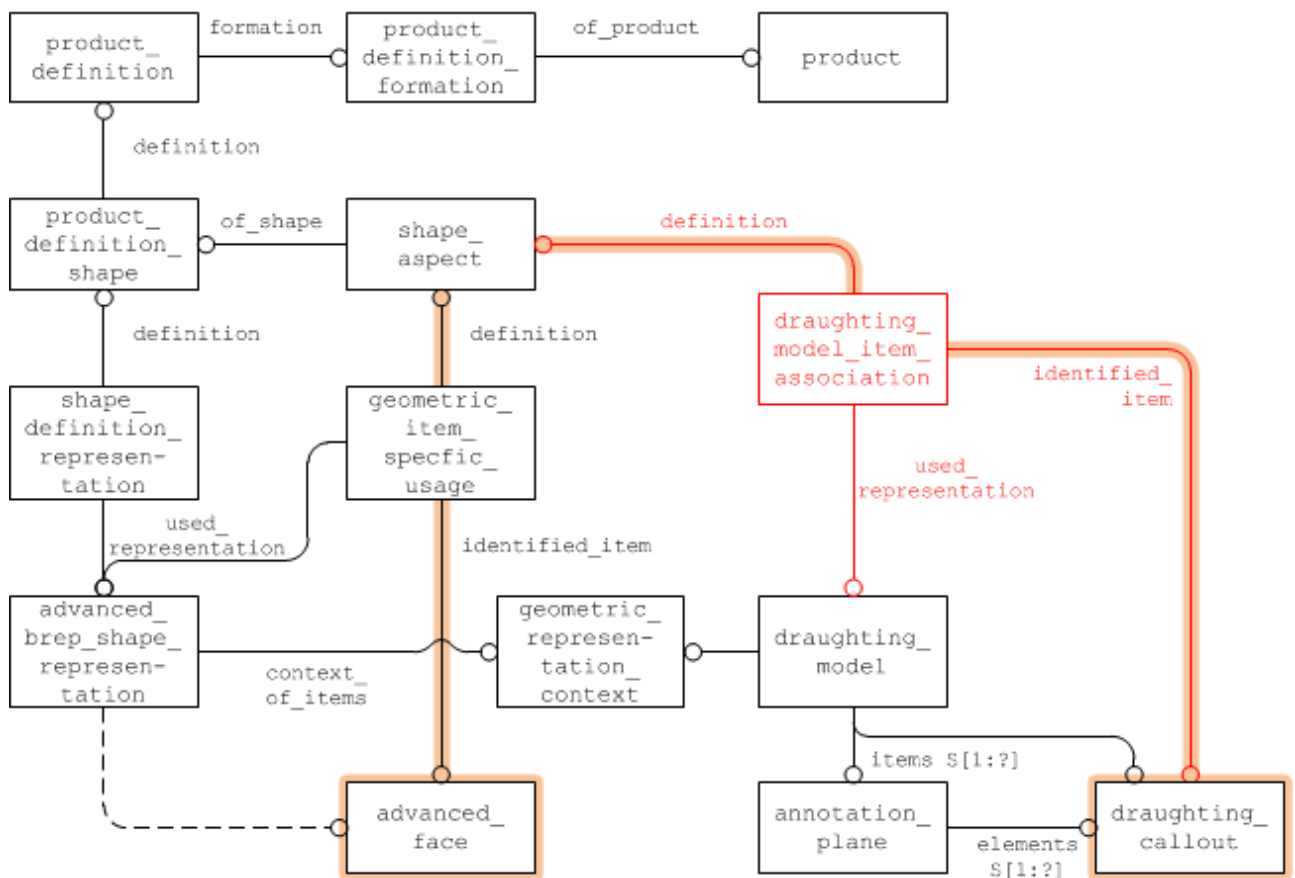 formation
of_product
product_
definition
product_
definition_
formation
product
definition
product_
definition_
shape
of_shape
shape_
aspect
definition
definition
definition
draughting_
model_item_
association
identified_
item
shape_
definition_
represen-
tation
geometric_
item_
specfic_
usage
used_
representation
used_
representation
identified_item
advanced_
brep_shape_
represen-
tation
context_
of_items
geometric_
represen-
tation_
context
draughting_
model
items S[1:?]
advanced_
face
annotation_
plane
elements
S[1:?]
draughting_
callout